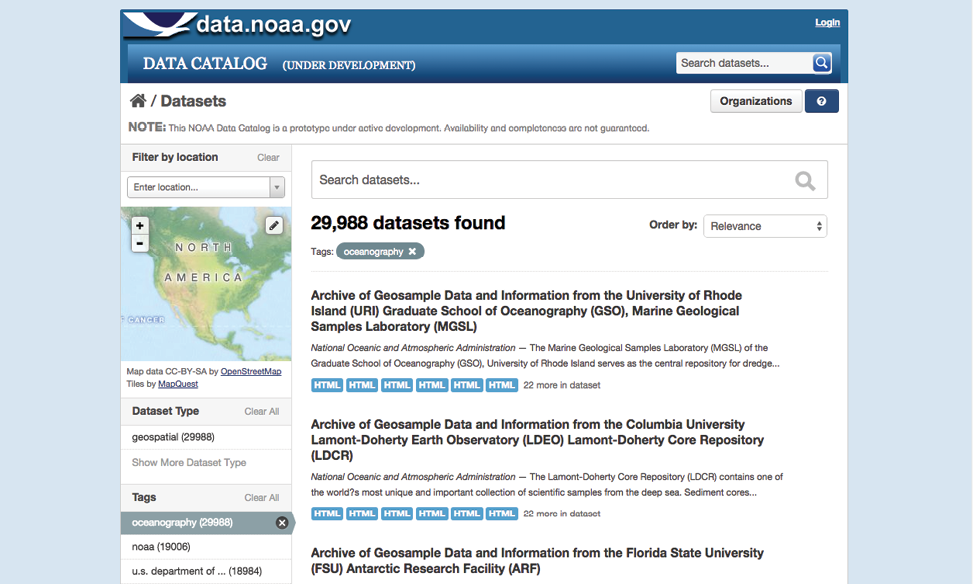 data.noaa.gov
Login
DATA CATALOG (UNDER DEVELOPMENT)
Search datasets...
/ Datasets
Organizations
?
NOTE: This NOAA Data Catalog is a prototype under active development. Availability and completeness are not guaranteed.
Filter by location Clear
Enter location...
+
-
NORTH
AMERICA
CANCER
Map data CC-BY-SA by OpenStreetMap
Tiles by MapQuest
Dataset Type Clear All
geospatial (29988)
Show More Dataset Type
Tags Clear All
oceanography (29988)
noaa (19006)
u.s. department of ... (18984)
Search datasets...
29,988 datasets found
Order by: Relevance
Tags: oceanography ×
Archive of Geosample Data and Information from the University of Rhode
Island (URI) Graduate School of Oceanography (GSO), Marine Geological
Samples Laboratory (MGSL)
National Oceanic and Atmospheric Administration — The Marine Geological Samples Laboratory (MGSL) of the
Graduate School of Oceanography (GSO), University of Rhode Island serves as the central repository for dredge...
HTML HTML HTML HTML HTML HTML 22 more in dataset
Archive of Geosample Data and Information from the Columbia University
Lamont-Doherty Earth Observatory (LDEO) Lamont-Doherty Core Repository
(LDCR)
National Oceanic and Atmospheric Administration — The Lamont-Doherty Core Repository (LDCR) contains one of
the world?s most unique and important collection of scientific samples from the deep sea. Sediment cores...
HTML HTML HTML HTML HTML HTML 22 more in dataset
Archive of Geosample Data and Information from the Florida State University
(FSU) Antarctic Research Facility (ARF)